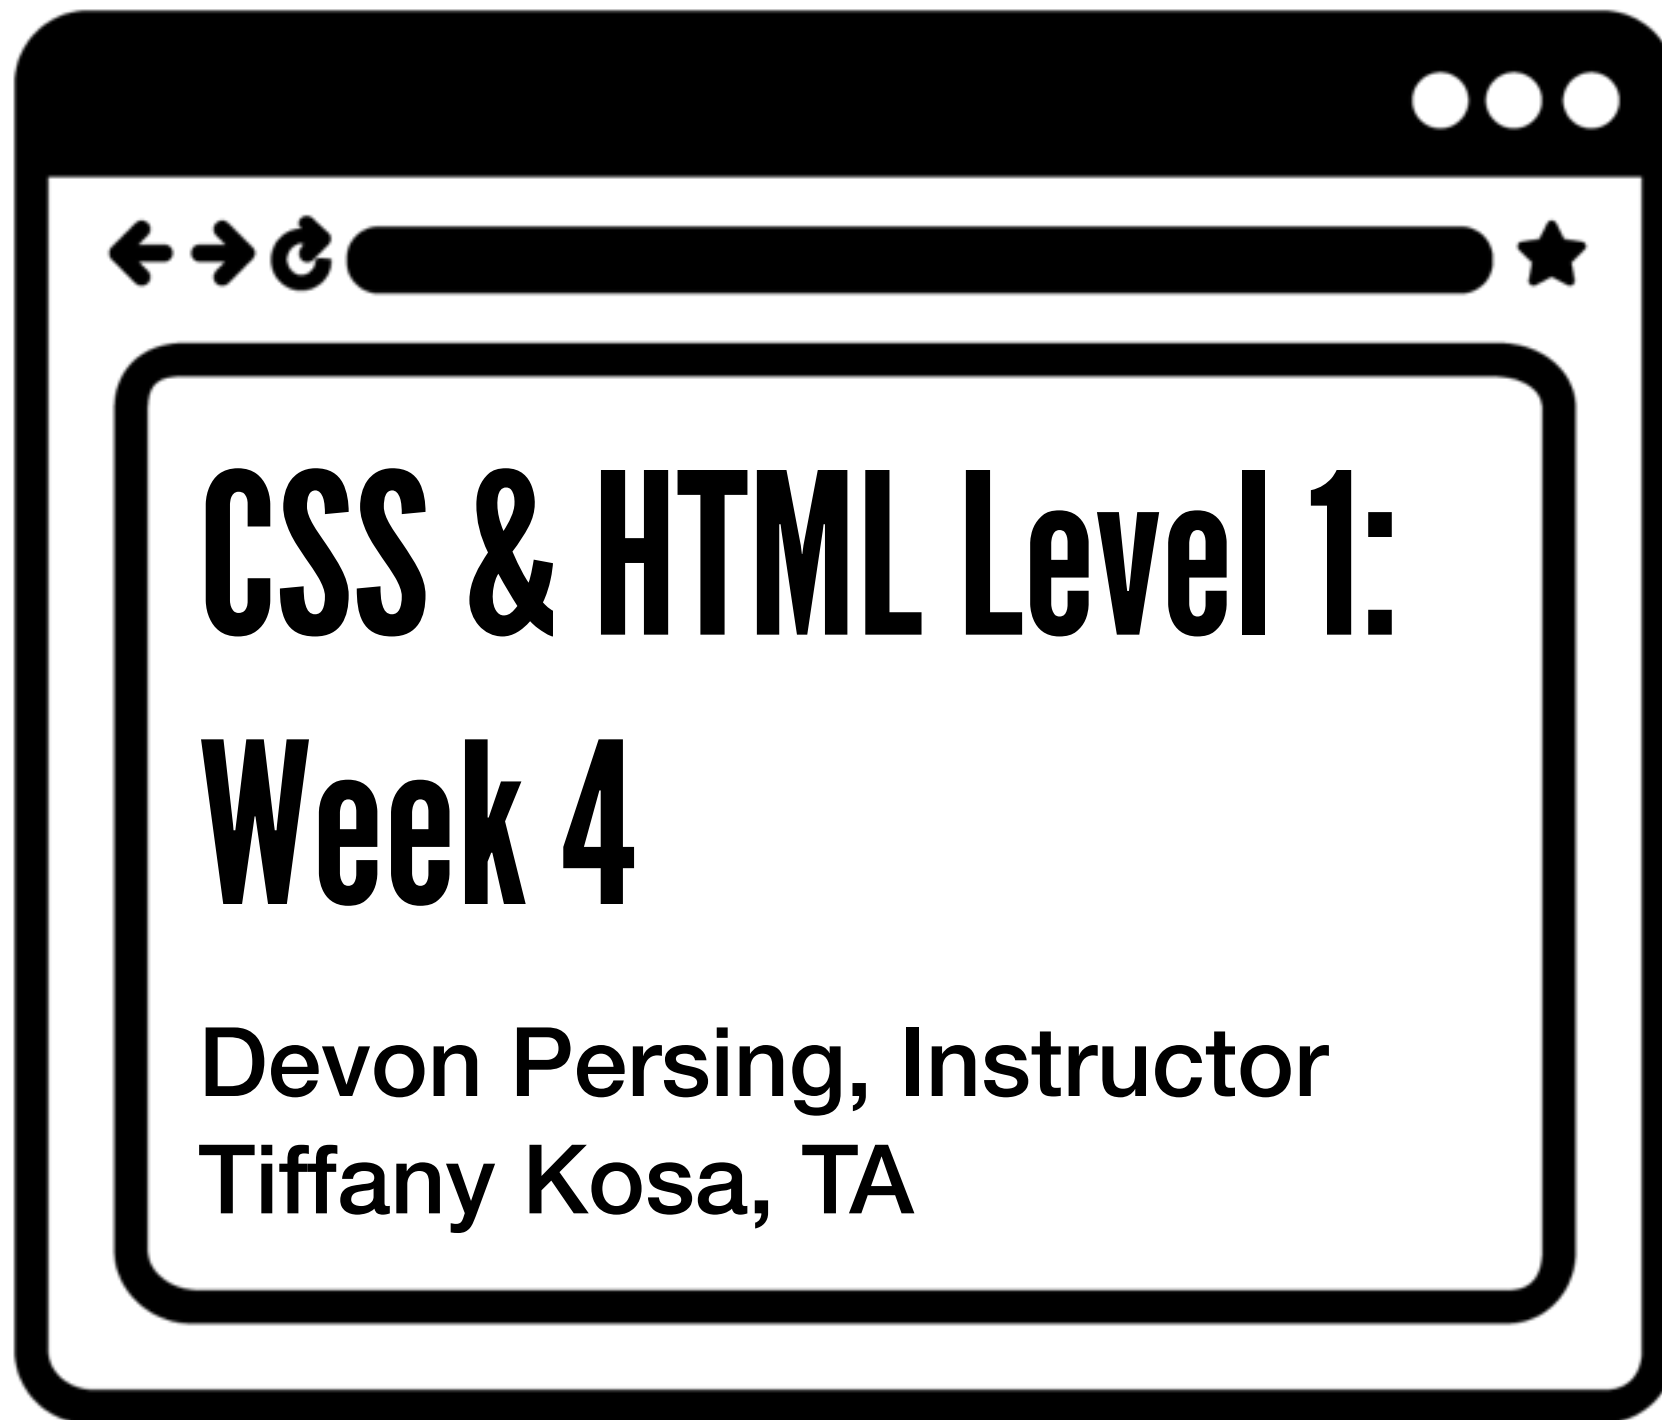 CSS & HTML Level 1:
Week 4
Devon Persing, Instructor
Tiffany Kosa, TA